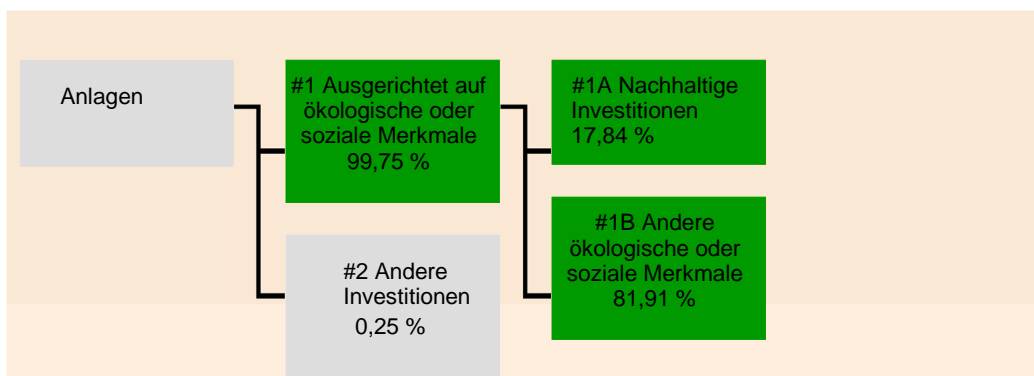 Anlagen
#1 Ausgerichtet auf
ökologische oder
soziale Merkmale
99,75 %
#2 Andere
Investitionen
0,25 %
#1A Nachhaltige
Investitionen
17,84 %
#1B Andere
ökologische oder
soziale Merkmale
81,91 %